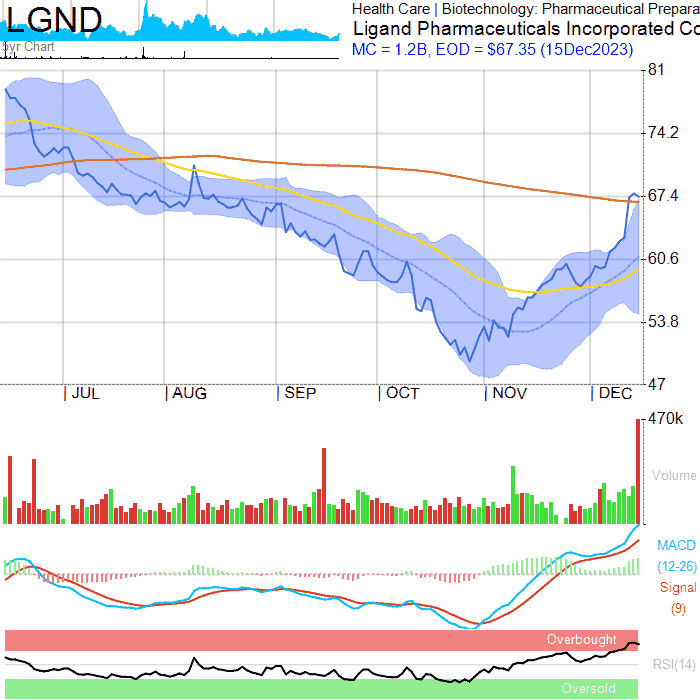 LGND
5yr Chart
Health Care | Biotechnology: Pharmaceutical Prepara
Ligand Pharmaceuticals Incorporated Co
MC = 1.2B, EOD = $67.35 (15Dec2023)
81
74.2
67.4
60.6
53.8
47
| JUL | AUG | SEP | OCT | NOV | DEC
470k
Volume
MACD
(12-26)
Signal
(9)
Overbought
RSI(14)
Oversold